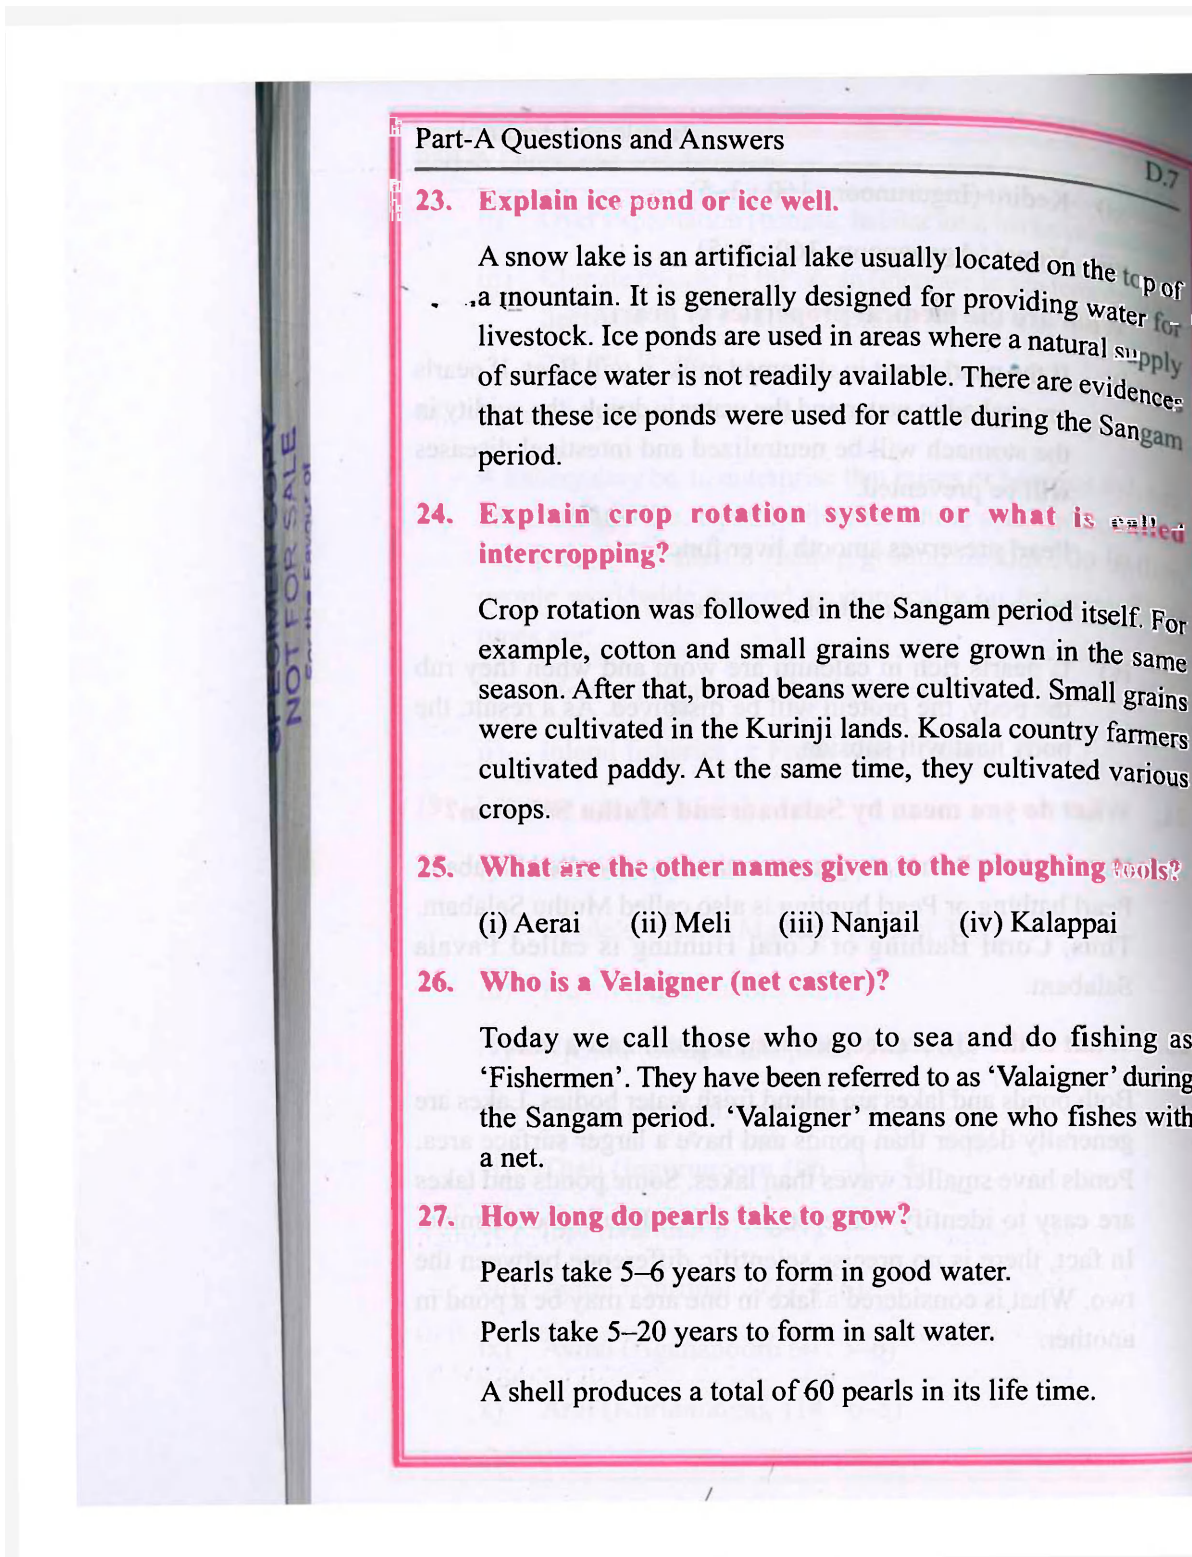 Part-A Questions and Answers
D.7
23. Explain ice pond or ice well.
A snow lake is an artificial lake usually located on the top of
a mountain. It is generally designed for providing water for
livestock. Ice ponds are used in areas where a natural supply
of surface water is not readily available. There are evidences
that these ice ponds were used for cattle during the Sangam
period.
24. Explain crop rotation system or what is called
intercropping?
Crop rotation was followed in the Sangam period itself. For
example, cotton and small grains were grown in the same
season. After that, broad beans were cultivated. Small grains
were cultivated in the Kurinji lands. Kosala country farmers
cultivated paddy. At the same time, they cultivated various
crops.
25. What are the other names given to the ploughing tools?
(i) Aerai (ii) Meli (iii) Nanjail (iv) Kalappai
26. Who is a Valaigner (net caster)?
Today we call those who go to sea and do fishing as
‘Fishermen’. They have been referred to as ‘Valaigner’ during
the Sangam period. ‘Valaigner’ means one who fishes with
a net.
27. How long do pearls take to grow?
Pearls take 5–6 years to form in good water.
Perls take 5–20 years to form in salt water.
A shell produces a total of 60 pearls in its life time.
SPECIMEN COPY
NOT FOR SALE